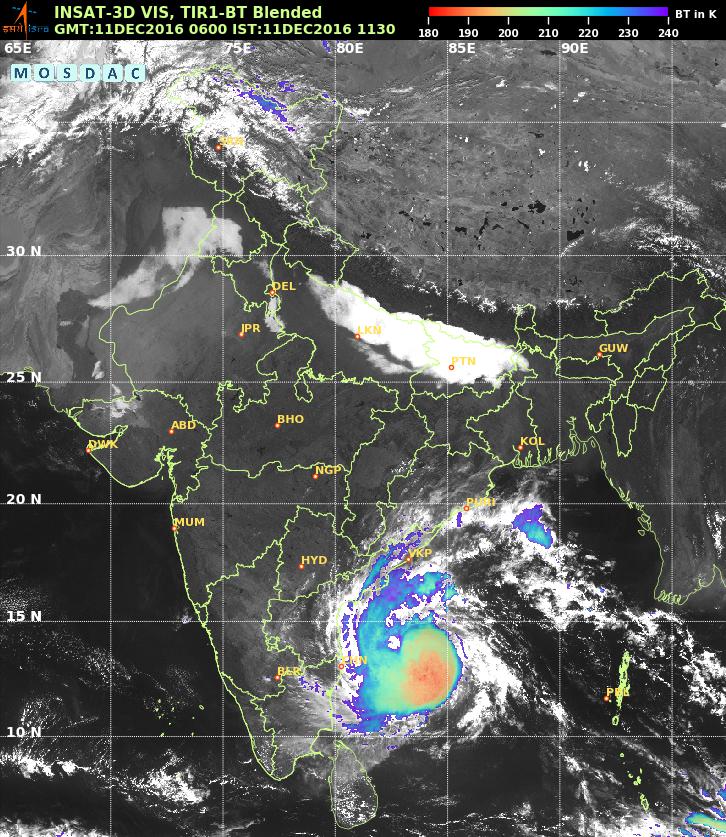 INSAT-3D VIS, TIR1-BT Blended
GMT:11DEC2016 0600 IST:11DEC2016 1130
BT in K
180 190 200 210 220 230 240
65E 75E 80E 85E 90E
MOSDAC
30 N
DEL
JPR
LKN
GUW
PTN
25 N
ABD
BHO
DWK
KOL
NGP
20 N
PURI
MUM
VKP
HYD
15 N
BLR
10 N